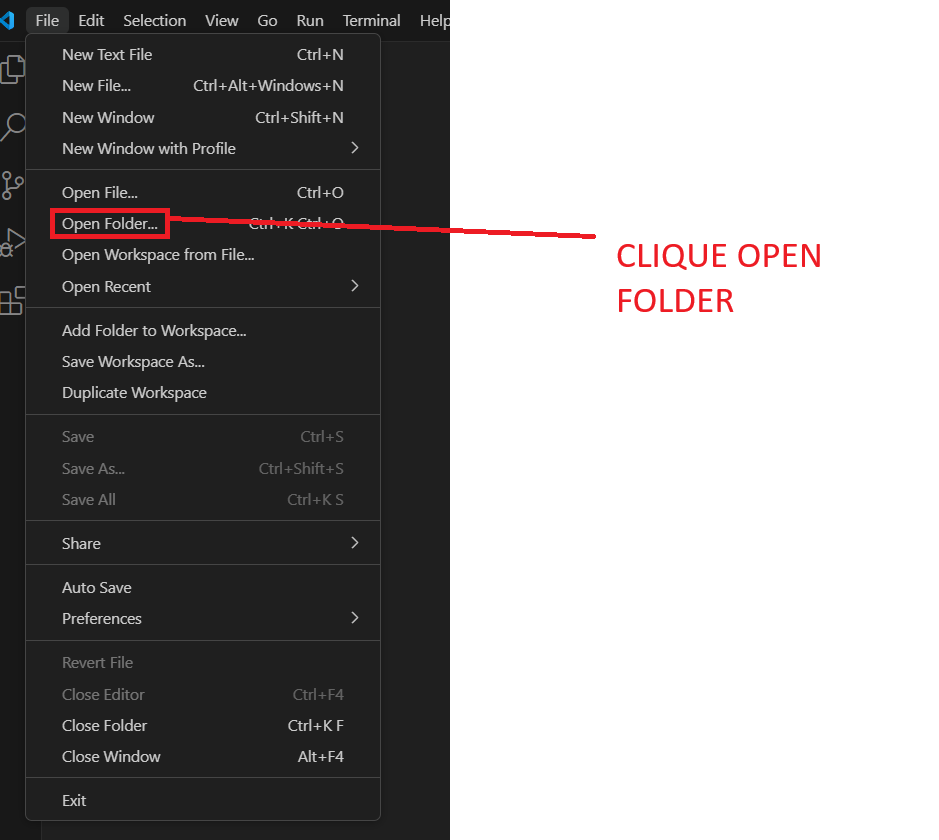 File Edit Selection View Go Run Terminal Help
New Text File Ctrl+N
New File... Ctrl+Alt+Windows+N
New Window Ctrl+Shift+N
New Window with Profile
Open File... Ctrl+O
Open Folder... Ctrl+K Ctrl+O
Open Workspace from File...
Open Recent
Add Folder to Workspace...
Save Workspace As...
Duplicate Workspace
Save Ctrl+S
Save As... Ctrl+Shift+S
Save All Ctrl+K S
Share
Auto Save
Preferences
Revert File
Close Editor Ctrl+F4
Close Folder Ctrl+K F
Close Window Alt+F4
Exit
CLIQUE OPEN
FOLDER